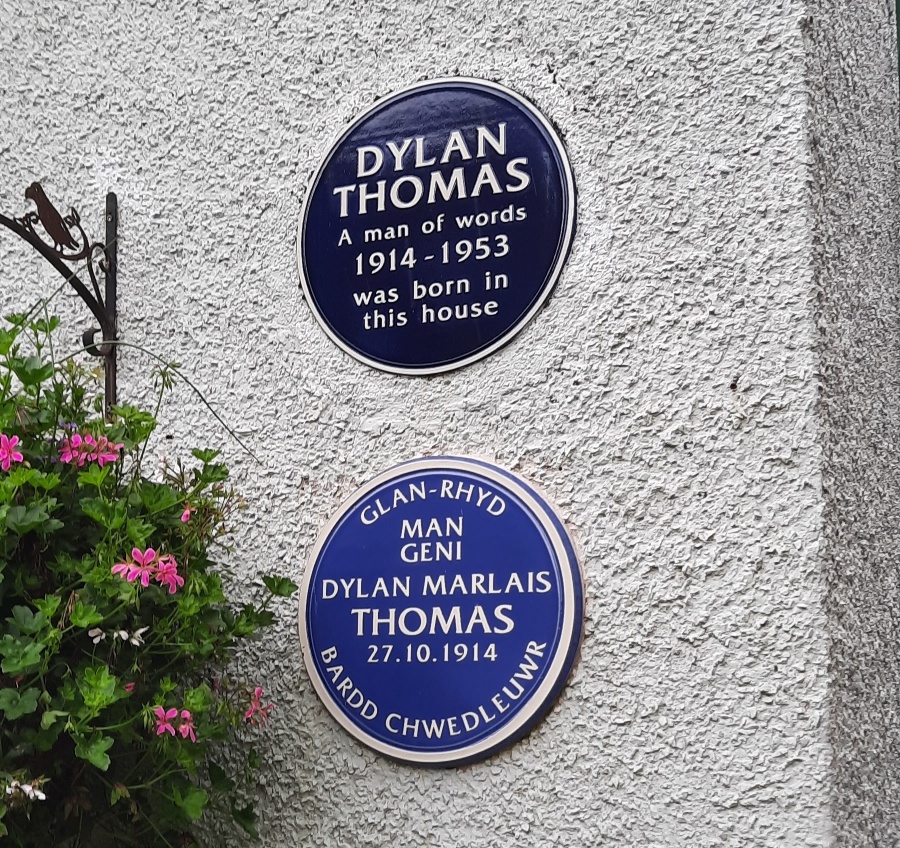 DYLAN
THOMAS
A man of words
1914-1953
was born in
this house
GLAN-RHYD
MAN
GENI
DYLAN MARLAIS
THOMAS
27.10.1914
BARDD CHWEDLEUWR